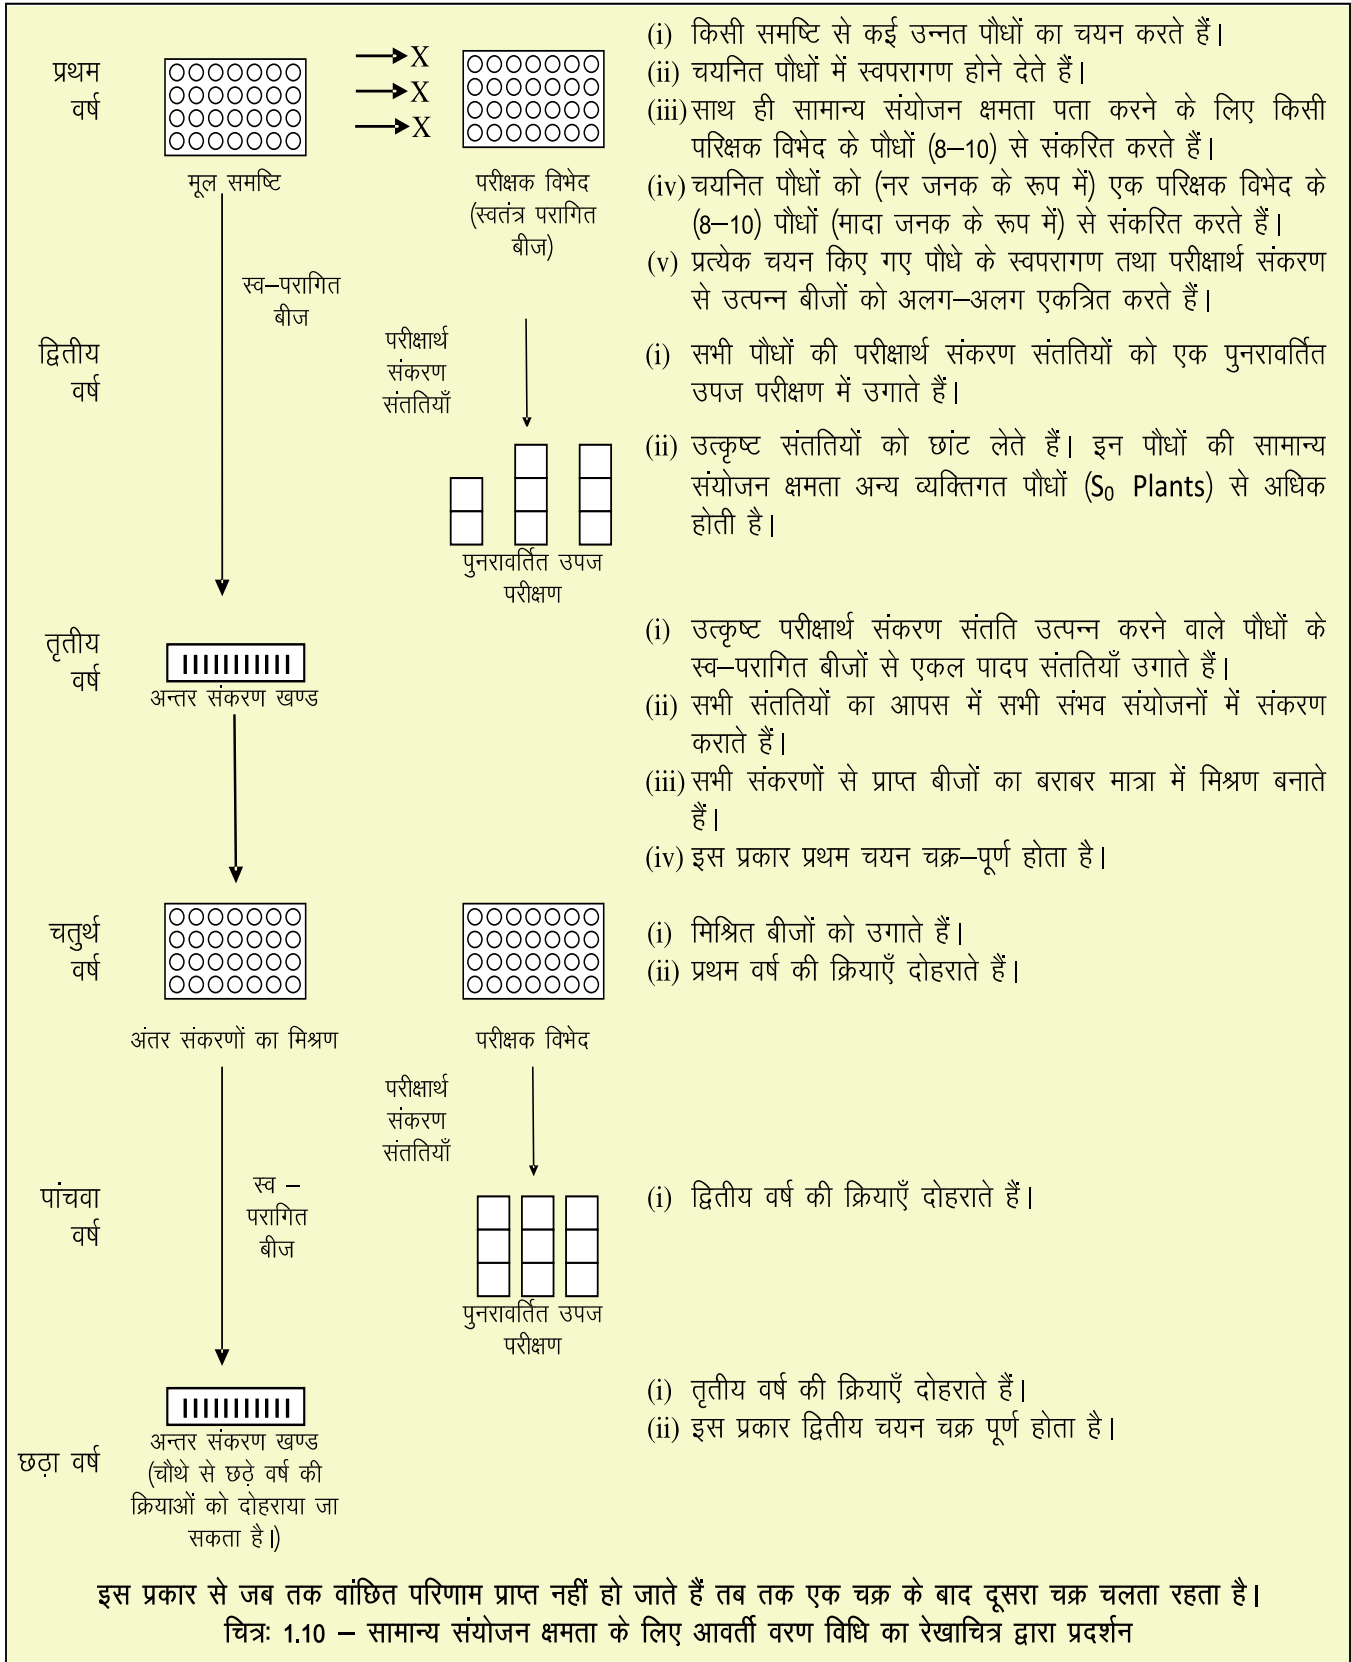 प्रथम
वर्ष
X
X
X
मूल समष्टि
परीक्षक विभेद
(स्वतंत्र परागित
बीज)
(i) किसी समष्टि से कई उन्नत पौधों का चयन करते हैं।
(ii) चयनित पौधों में स्वपरागण होने देते हैं।
(iii) साथ ही सामान्य संयोजन क्षमता पता करने के लिए किसी
परिक्षक विभेद के पौधों (8–10) से संकरित करते हैं।
(iv) चयनित पौधों को (नर जनक के रूप में) एक परिक्षक विभेद के
(8–10) पौधों (मादा जनक के रूप में) से संकरित करते हैं।
(v) प्रत्येक चयन किए गए पौधे के स्वपरागण तथा परीक्षार्थ संकरण
से उत्पन्न बीजों को अलग–अलग एकत्रित करते हैं।
स्व–परागित
बीज
द्वितीय
वर्ष
परीक्षार्थ
संकरण
संततियाँ
पुनरावर्तित उपज
परीक्षण
(i) सभी पौधों की परीक्षार्थ संकरण संततियों को एक पुनरावर्तित
उपज परीक्षण में उगाते हैं।
(ii) उत्कृष्ट संततियों को छांट लेते हैं। इन पौधों की सामान्य
संयोजन क्षमता अन्य व्यक्तिगत पौधों (S₀ Plants) से अधिक
होती है।
तृतीय
वर्ष
अन्तर संकरण खण्ड
(i) उत्कृष्ट परीक्षार्थ संकरण संतति उत्पन्न करने वाले पौधों के
स्व–परागित बीजों से एकल पादप संततियाँ उगाते हैं।
(ii) सभी संततियों का आपस में सभी संभव संयोजनों में संकरण
कराते हैं।
(iii) सभी संकरणों से प्राप्त बीजों का बराबर मात्रा में मिश्रण बनाते
हैं।
(iv) इस प्रकार प्रथम चयन चक्र–पूर्ण होता है।
चतुर्थ
वर्ष
अंतर संकरणों का मिश्रण
परीक्षक विभेद
(i) मिश्रित बीजों को उगाते हैं।
(ii) प्रथम वर्ष की क्रियाएँ दोहराते हैं।
परीक्षार्थ
संकरण
संततियाँ
पांचवा
वर्ष
स्व –
परागित
बीज
पुनरावर्तित उपज
परीक्षण
(i) द्वितीय वर्ष की क्रियाएँ दोहराते हैं।
छठा वर्ष
अन्तर संकरण खण्ड
(चौथे से छठे वर्ष की
क्रियाओं को दोहराया जा
सकता है।)
(i) तृतीय वर्ष की क्रियाएँ दोहराते हैं।
(ii) इस प्रकार द्वितीय चयन चक्र पूर्ण होता है।
इस प्रकार से जब तक वांछित परिणाम प्राप्त नहीं हो जाते हैं तब तक एक चक्र के बाद दूसरा चक्र चलता रहता है।
चित्रः 1.10 – सामान्य संयोजन क्षमता के लिए आवर्ती वरण विधि का रेखाचित्र द्वारा प्रदर्शन